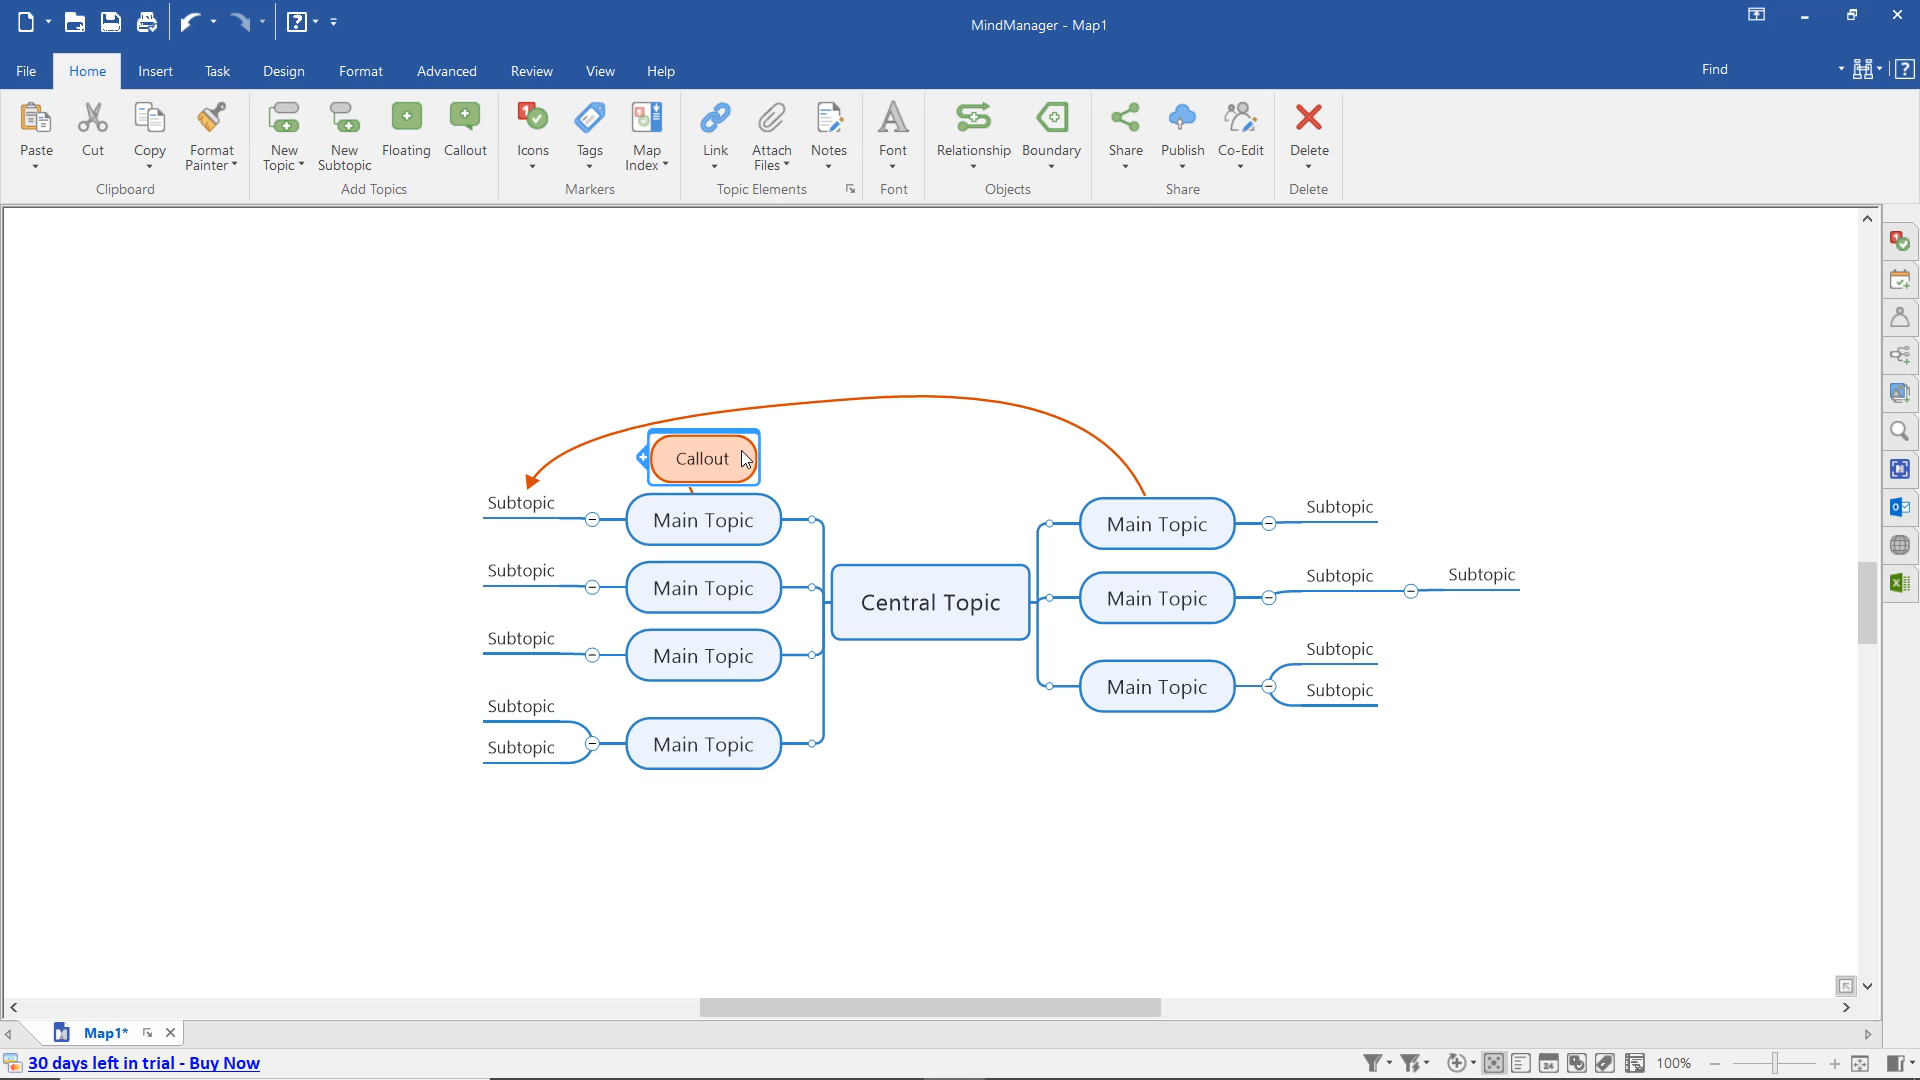 MindManager - Map1
File Home Insert Task Design Format Advanced Review View Help Find
Paste Cut Copy Format Painter New Topic New Subtopic Floating Callout Icons Tags Map Index Link Attach Files Notes Font Relationship Boundary Share Publish Co-Edit Delete
Clipboard Add Topics Markers Topic Elements Font Objects Share Delete
Callout
Subtopic Main Topic Main Topic Subtopic
Subtopic Main Topic Main Topic Subtopic Subtopic
Central Topic
Subtopic Main Topic Main Topic Subtopic
Subtopic
Subtopic Main Topic
Subtopic
Map1*
30 days left in trial - Buy Now 24 100%